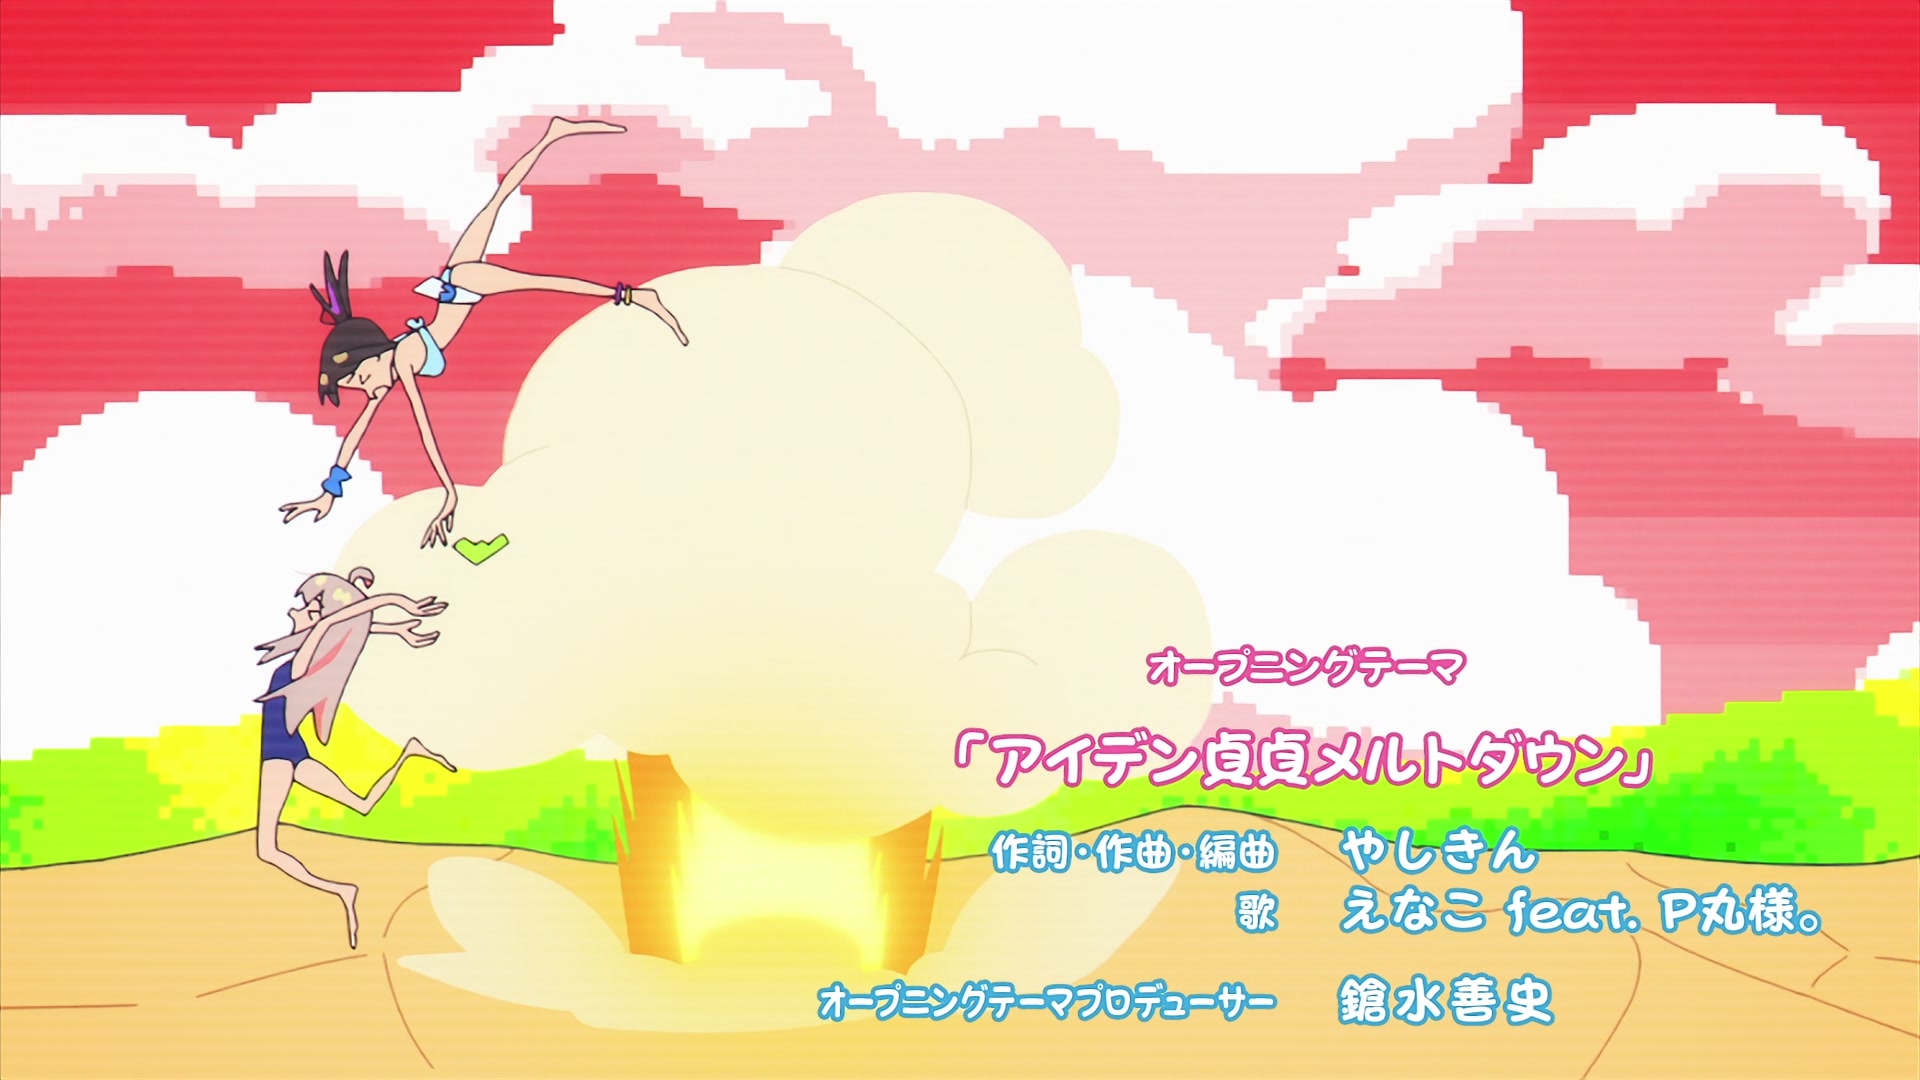 オープニングテーマ
「アイデン貞貞メルトダウン」
作詞・作曲・編曲 やしきん
歌 えなこ feat. P丸様。
オープニングテーマプロデューサー 鎗水善史